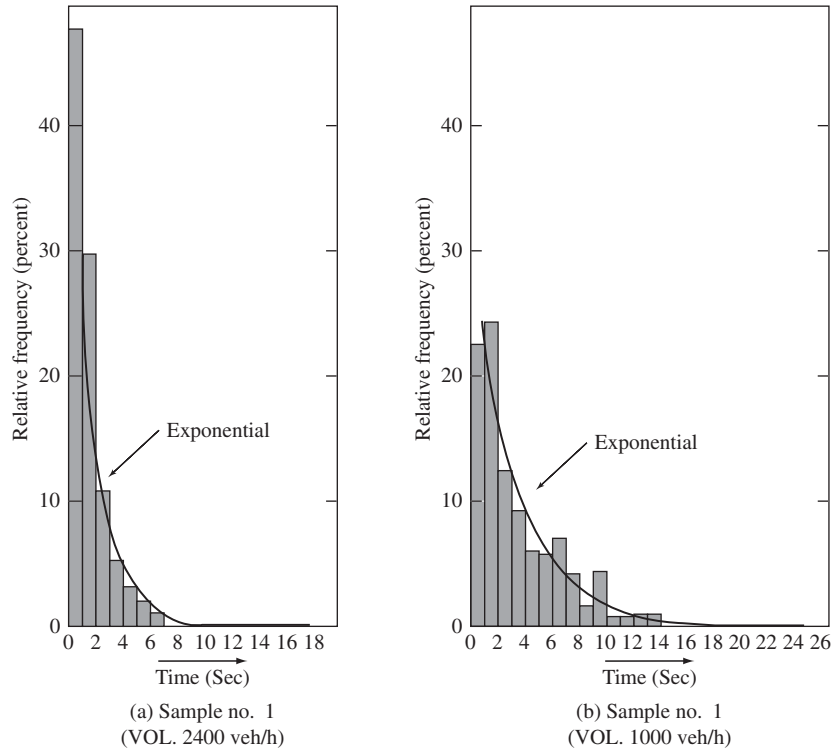 Relative frequency (percent)
40
30
20
10
0
Exponential
0 2 4 6 8 10 12 14 16 18
Time (Sec)
(a) Sample no. 1
(VOL. 2400 veh/h)
Relative frequency (percent)
40
30
20
10
0
Exponential
0 2 4 6 8 10 12 14 16 18 20 22 24 26
Time (Sec)
(b) Sample no. 1
(VOL. 1000 veh/h)